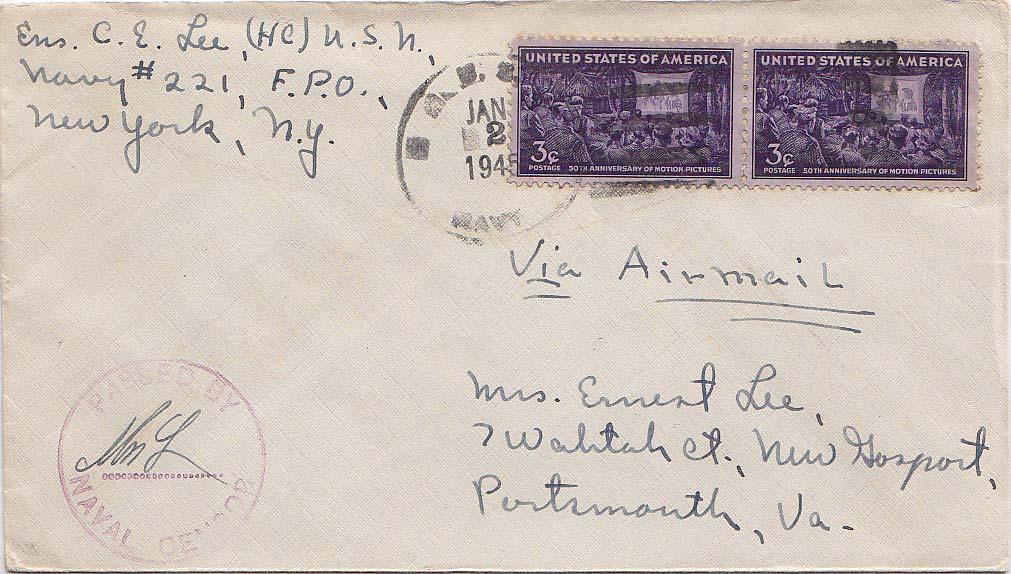 Ens. C. E. Lee, (HC) U. S. N.,
Navy #221, F.P.O.,
New York, N.Y.
JAN
2
1945
NAVY
UNITED STATES OF AMERICA
3¢
POSTAGE 50TH ANNIVERSARY OF MOTION PICTURES
UNITED STATES OF AMERICA
3¢
POSTAGE 50TH ANNIVERSARY OF MOTION PICTURES
Via Airmail
Mrs. Ernest Lee,
7 Wahtah Ct., New Gosport,
Portsmouth, Va.
PASSED BY
NAVAL CENSOR